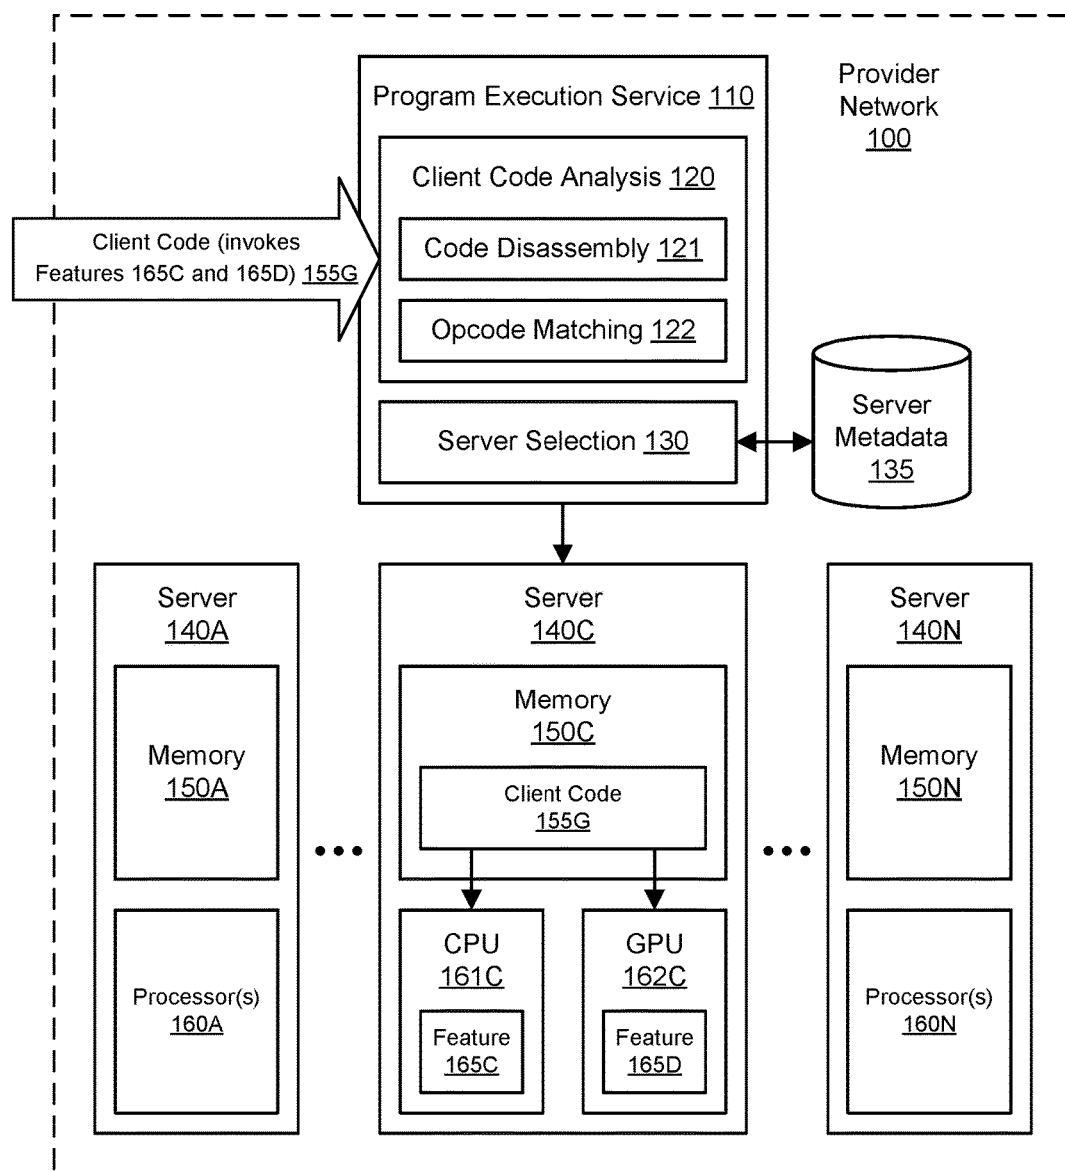 Provider
Network
100
Program Execution Service 110
Client Code Analysis 120
Code Disassembly 121
Opcode Matching 122
Client Code (invokes
Features 165C and 165D) 155G
Server Selection 130
Server
Metadata
135
Server
140A
Memory
150A
Processor(s)
160A
Server
140C
Memory
150C
Client Code
155G
CPU
161C
Feature
165C
GPU
162C
Feature
165D
Server
140N
Memory
150N
Processor(s)
160N